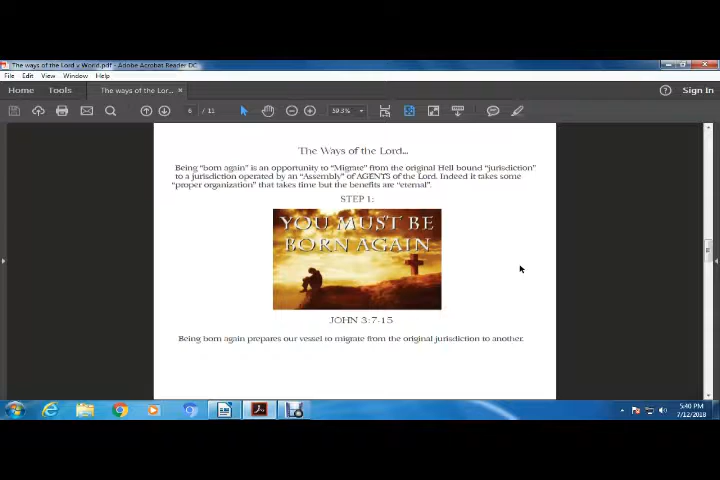 The ways of the Lord v World.pdf - Adobe Acrobat Reader DC
File Edit View Window Help
Home Tools The ways of the Lor... × Sign In
6 / 11 59.3%
The Ways of the Lord...
Being "born again" is an opportunity to "Migrate" from the original Hell bound "jurisdiction"
to a jurisdiction operated by an "Assembly" of AGENTS of the Lord. Indeed it takes some
"proper organization" that takes time but the benefits are "eternal".
STEP 1:
YOU MUST BE
BORN AGAIN
JOHN 3:7-15
Being born again prepares our vessel to migrate from the original jurisdiction to another.
5:40 PM
7/12/2018